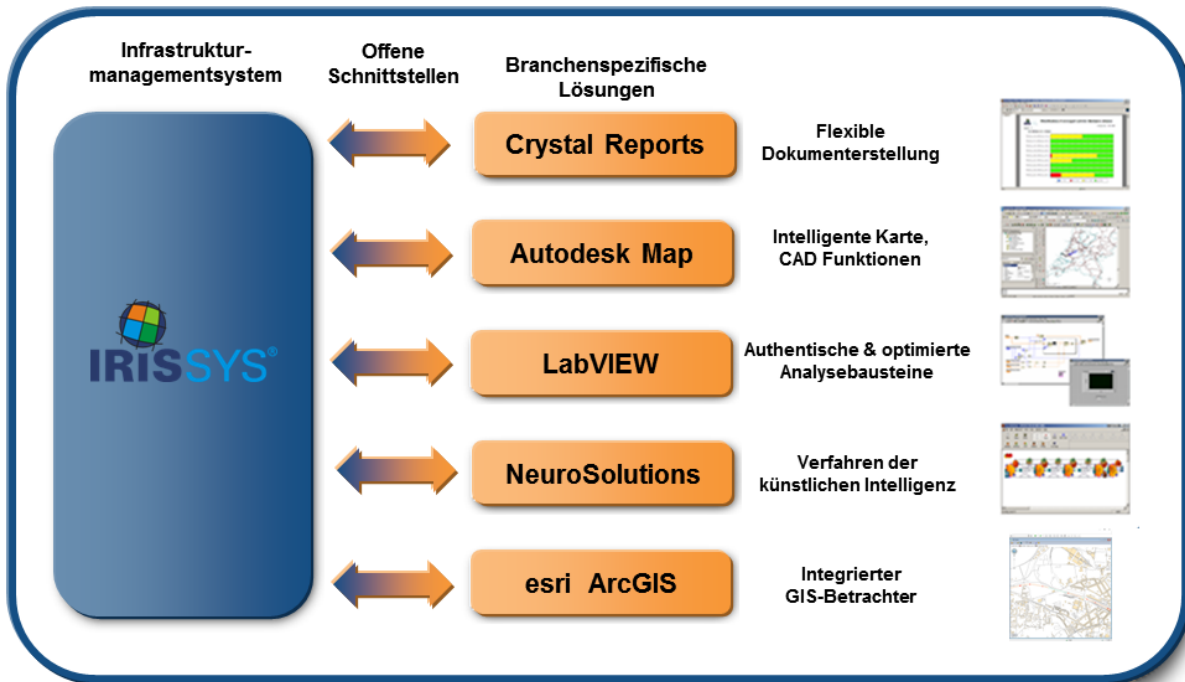 Infrastruktur-
managementsystem
Offene
Schnittstellen
Branchenspezifische
Lösungen
IRISSYS®
Crystal Reports
Flexible
Dokumenterstellung
Autodesk Map
Intelligente Karte,
CAD Funktionen
LabVIEW
Authentische & optimierte
Analysebausteine
NeuroSolutions
Verfahren der
künstlichen Intelligenz
esri ArcGIS
Integrierter
GIS-Betrachter